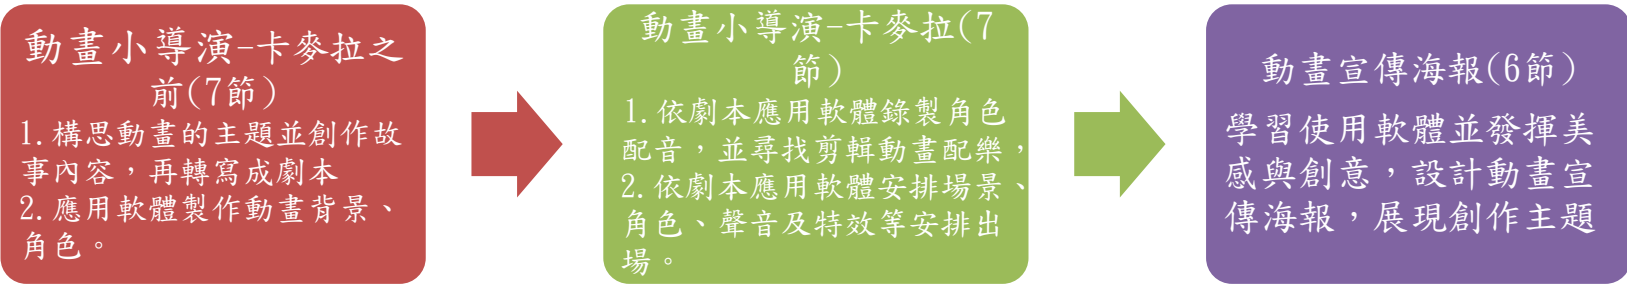 動畫小導演-卡麥拉之
前(7節)
1.構思動畫的主題並創作故
事內容，再轉寫成劇本
2.應用軟體製作動畫背景、
角色。
動畫小導演-卡麥拉(7
節)
1.依劇本應用軟體錄製角色
配音，並尋找剪輯動畫配樂，
2.依劇本應用軟體安排場景、
角色、聲音及特效等安排出
場。
動畫宣傳海報(6節)
學習使用軟體並發揮美
感與創意，設計動畫宣
傳海報，展現創作主題